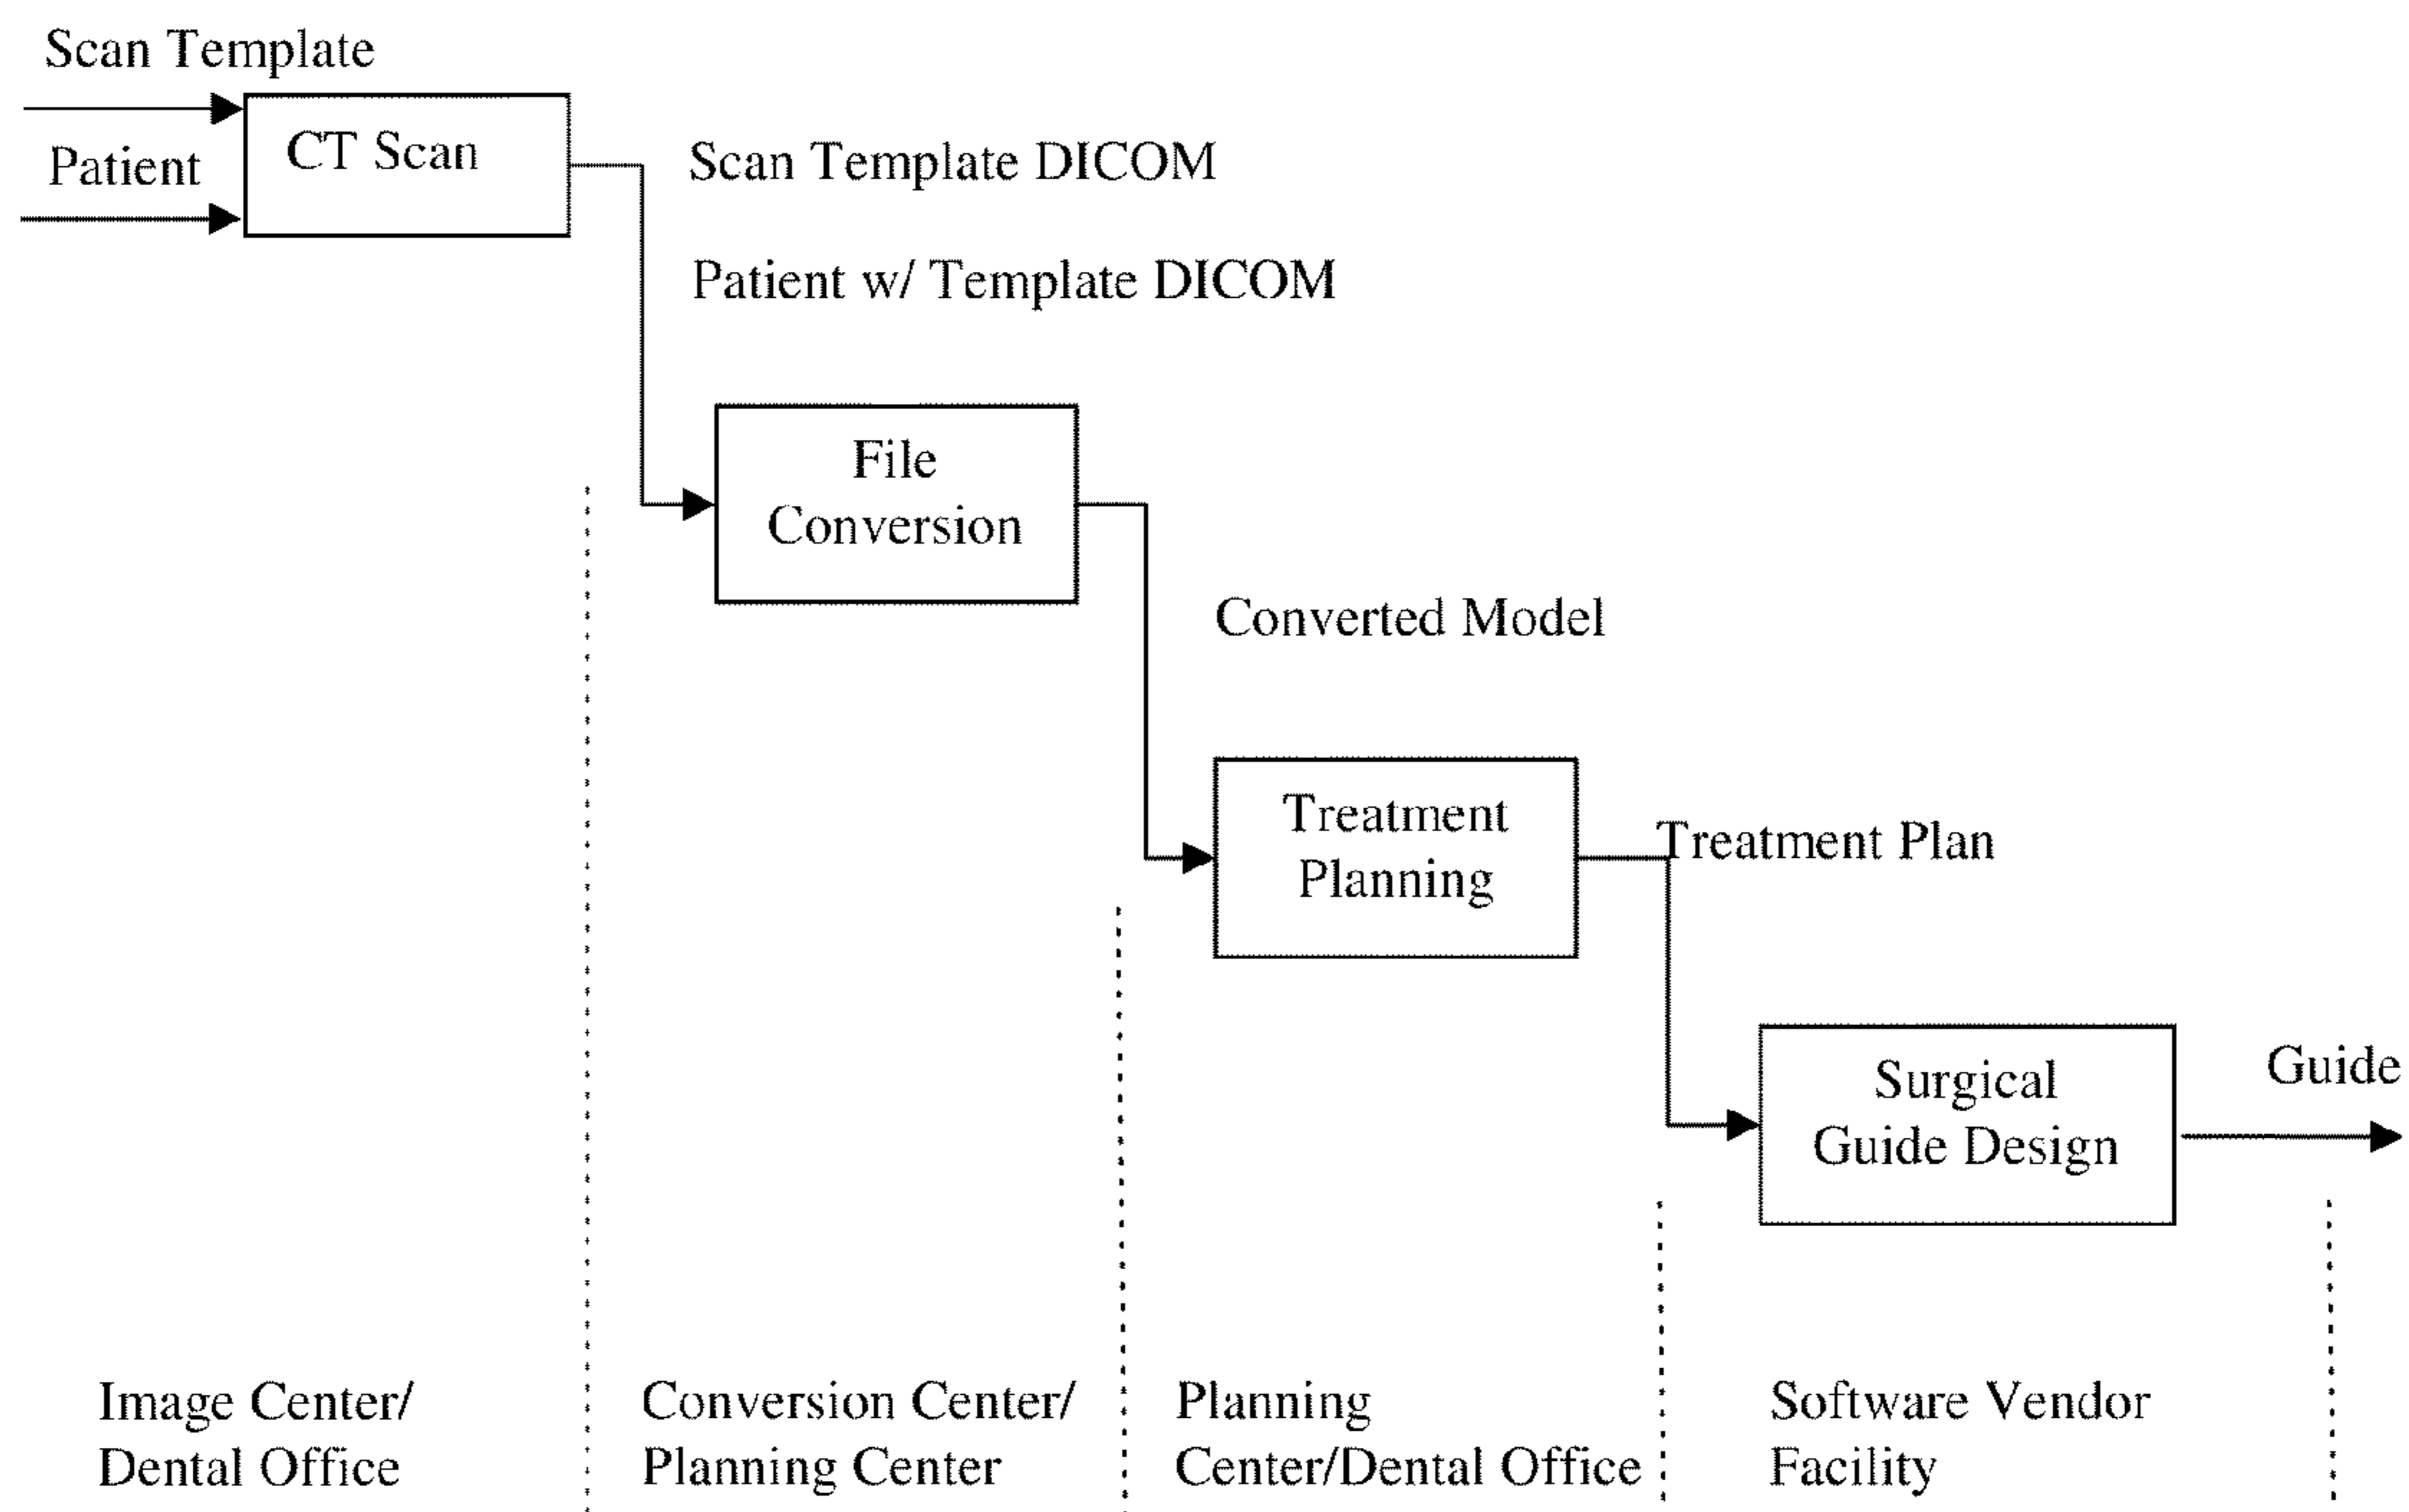 Scan Template
CT Scan
Patient
Scan Template DICOM
Patient w/ Template DICOM
File
Conversion
Converted Model
Treatment
Planning
Treatment Plan
Surgical
Guide Design
Guide
Image Center/
Dental Office
Conversion Center/
Planning Center
Planning
Center/Dental Office
Software Vendor
Facility